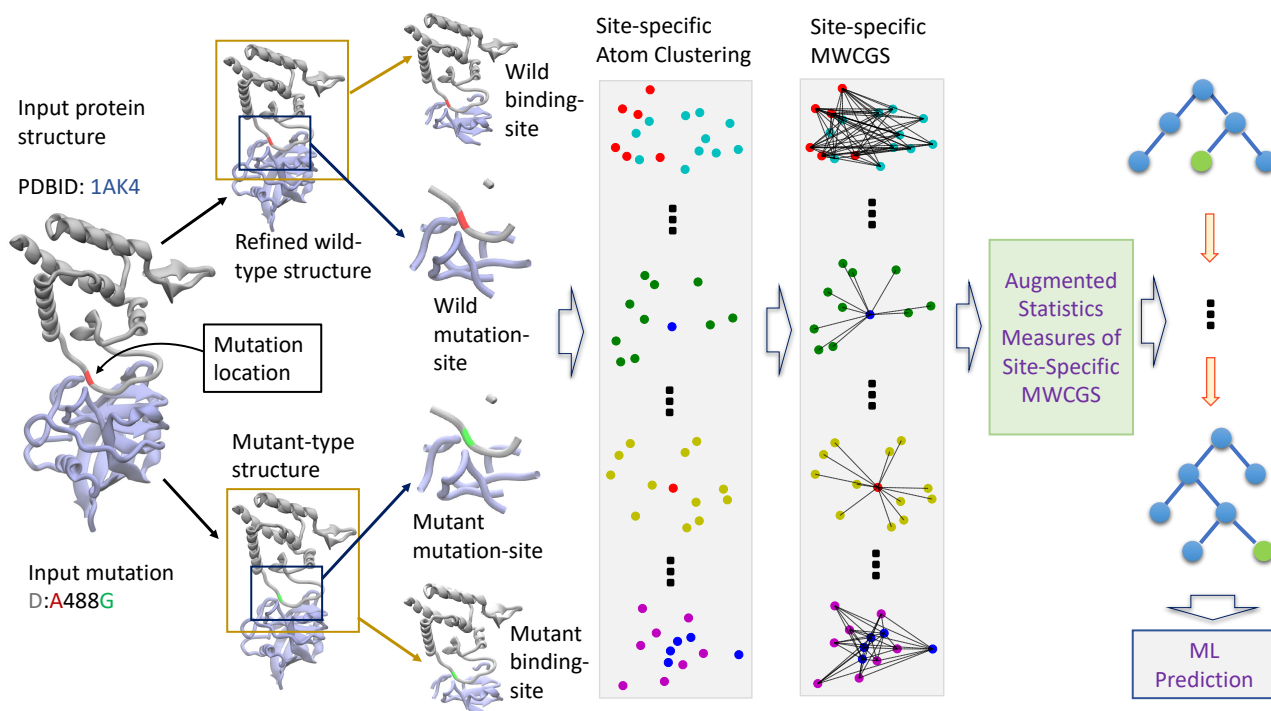 Input protein
structure
PDBID: 1AK4
Mutation
location
Input mutation
D:A488G
Refined wild-
type structure
Mutant-type
structure
Wild
binding-
site
Wild
mutation-
site
Mutant
mutation-site
Mutant
binding-
site
Site-specific
Atom Clustering
Site-specific
MWCGS
Augmented
Statistics
Measures of
Site-Specific
MWCGS
ML
Prediction